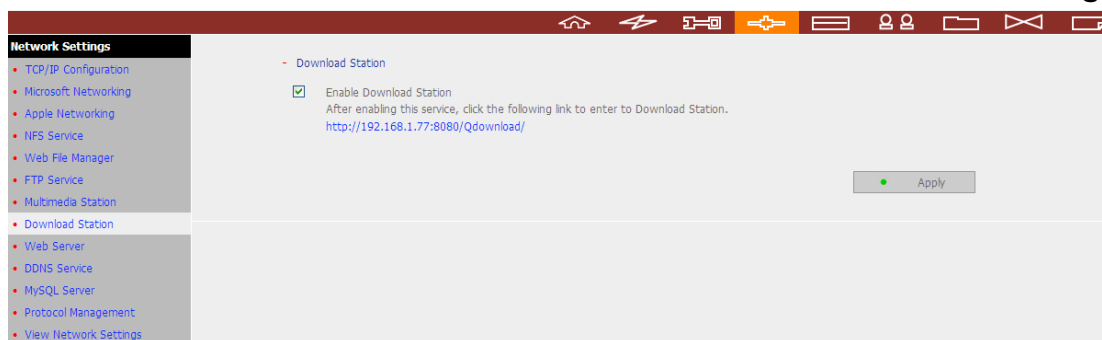 Network Settings
TCP/IP Configuration
Microsoft Networking
Apple Networking
NFS Service
Web File Manager
FTP Service
Multimedia Station
Download Station
Web Server
DDNS Service
MySQL Server
Protocol Management
View Network Settings
- Download Station
Enable Download Station
After enabling this service, click the following link to enter to Download Station.
http://192.168.1.77:8080/Qdownload/
Apply